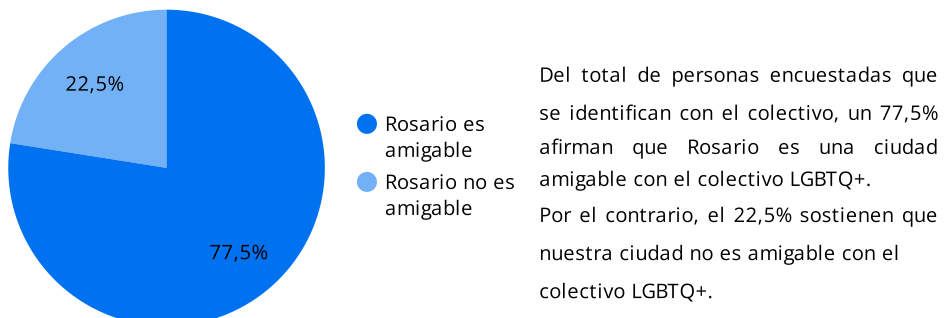 22,5%
77,5%
Rosario es
amigable
Rosario no es
amigable
Del total de personas encuestadas que
se identifican con el colectivo, un 77,5%
afirman que Rosario es una ciudad
amigable con el colectivo LGBTQ+.
Por el contrario, el 22,5% sostienen que
nuestra ciudad no es amigable con el
colectivo LGBTQ+.